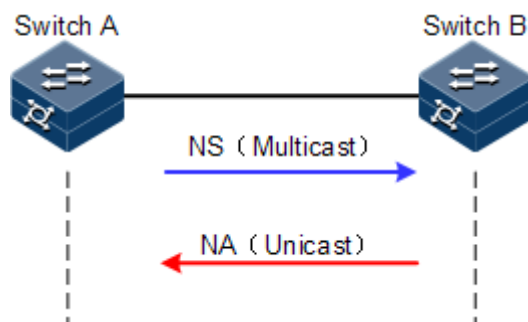 Switch A
Switch B
NS（Multicast）
NA（Unicast）